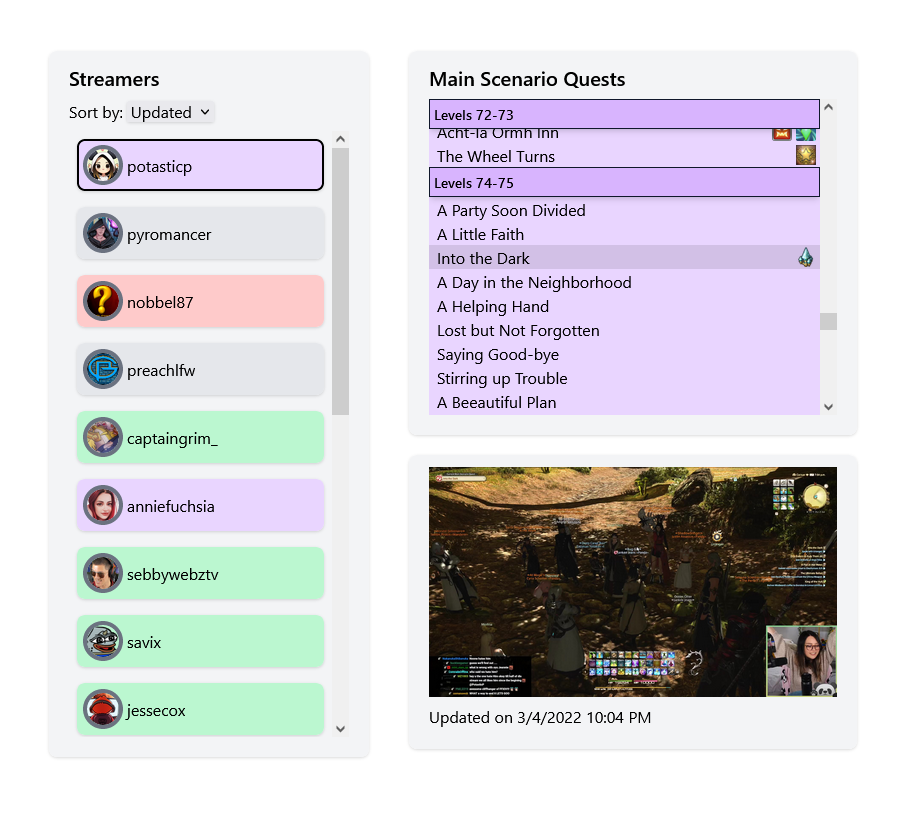 Streamers
Sort by: Updated
potasticp
pyromancer
nobbel87
preachlfw
captaingrim_
anniefuchsia
sebbywebztv
savix
jessecox
Main Scenario Quests
Levels 72-73
Acht-la Ormh Inn
The Wheel Turns
Levels 74-75
A Party Soon Divided
A Little Faith
Into the Dark
A Day in the Neighborhood
A Helping Hand
Lost but Not Forgotten
Saying Good-bye
Stirring up Trouble
A Beeautiful Plan
Updated on 3/4/2022 10:04 PM